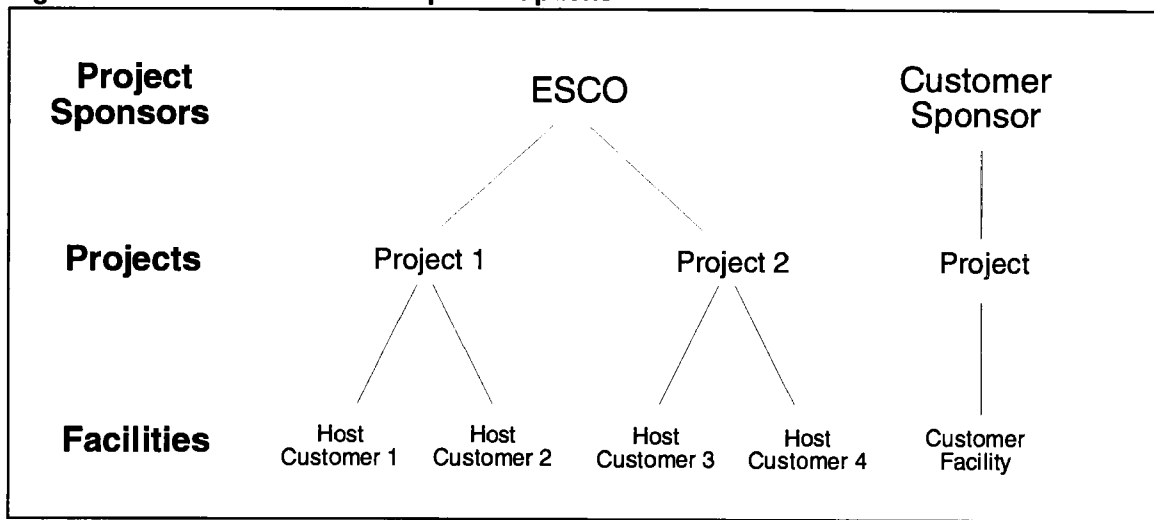 Project
Sponsors
ESCO
Customer
Sponsor
Projects
Project 1
Project 2
Project
Facilities
Host
Customer 1
Host
Customer 2
Host
Customer 3
Host
Customer 4
Customer
Facility